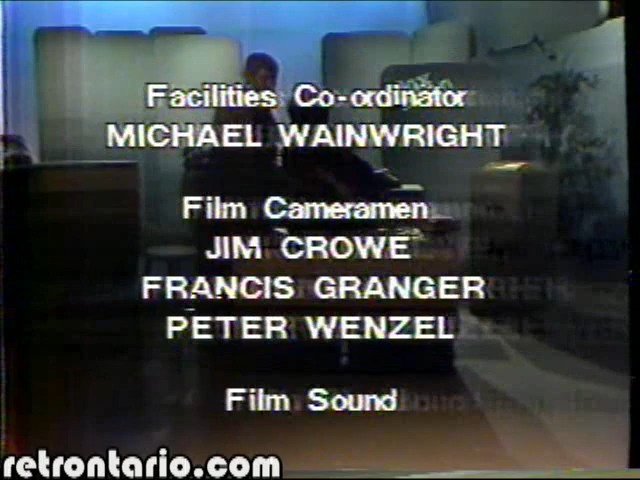 Facilities Co-ordinator
MICHAEL WAINWRIGHT
Film Cameramen
JIM CROWE
FRANCIS GRANGER
PETER WENZEL
Film Sound
retrontario.com